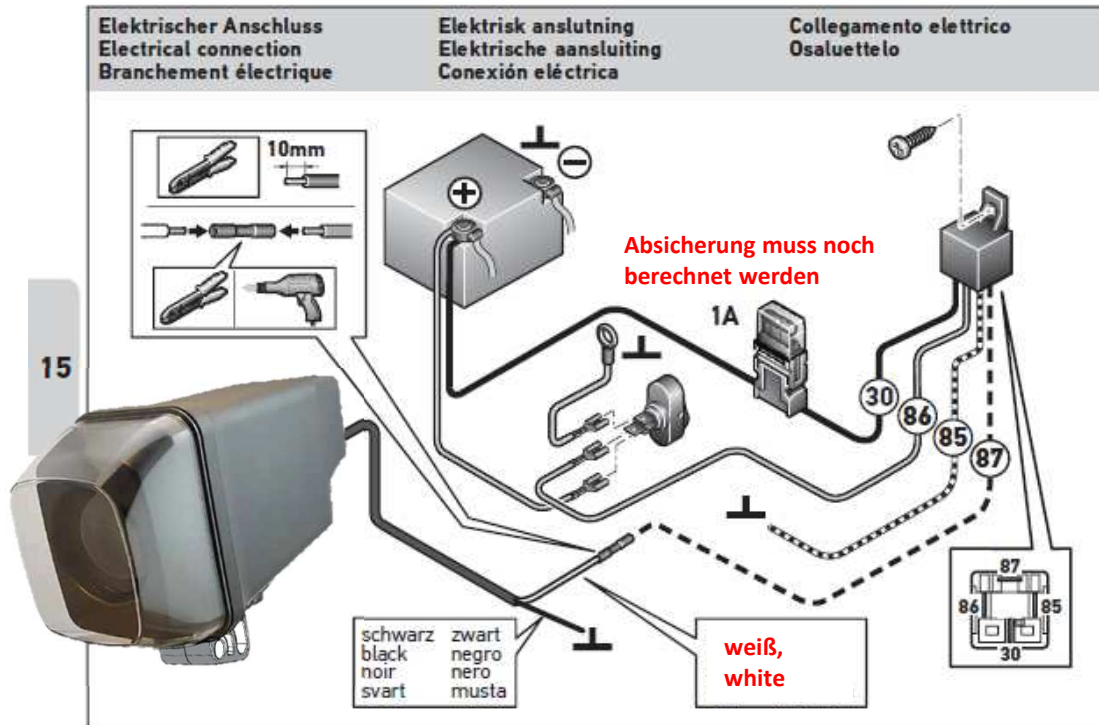 Elektrischer Anschluss
Electrical connection
Branchement électrique
Elektrisk anslutning
Elektrische aansluiting
Conexión eléctrica
Collegamento elettrico
Osaluettelo
10mm
+
−
Absicherung muss noch
berechnet werden
1A
15
30
86
85
87
87
86 85
30
schwarz zwart
black negro
noir nero
svart musta
weiß,
white